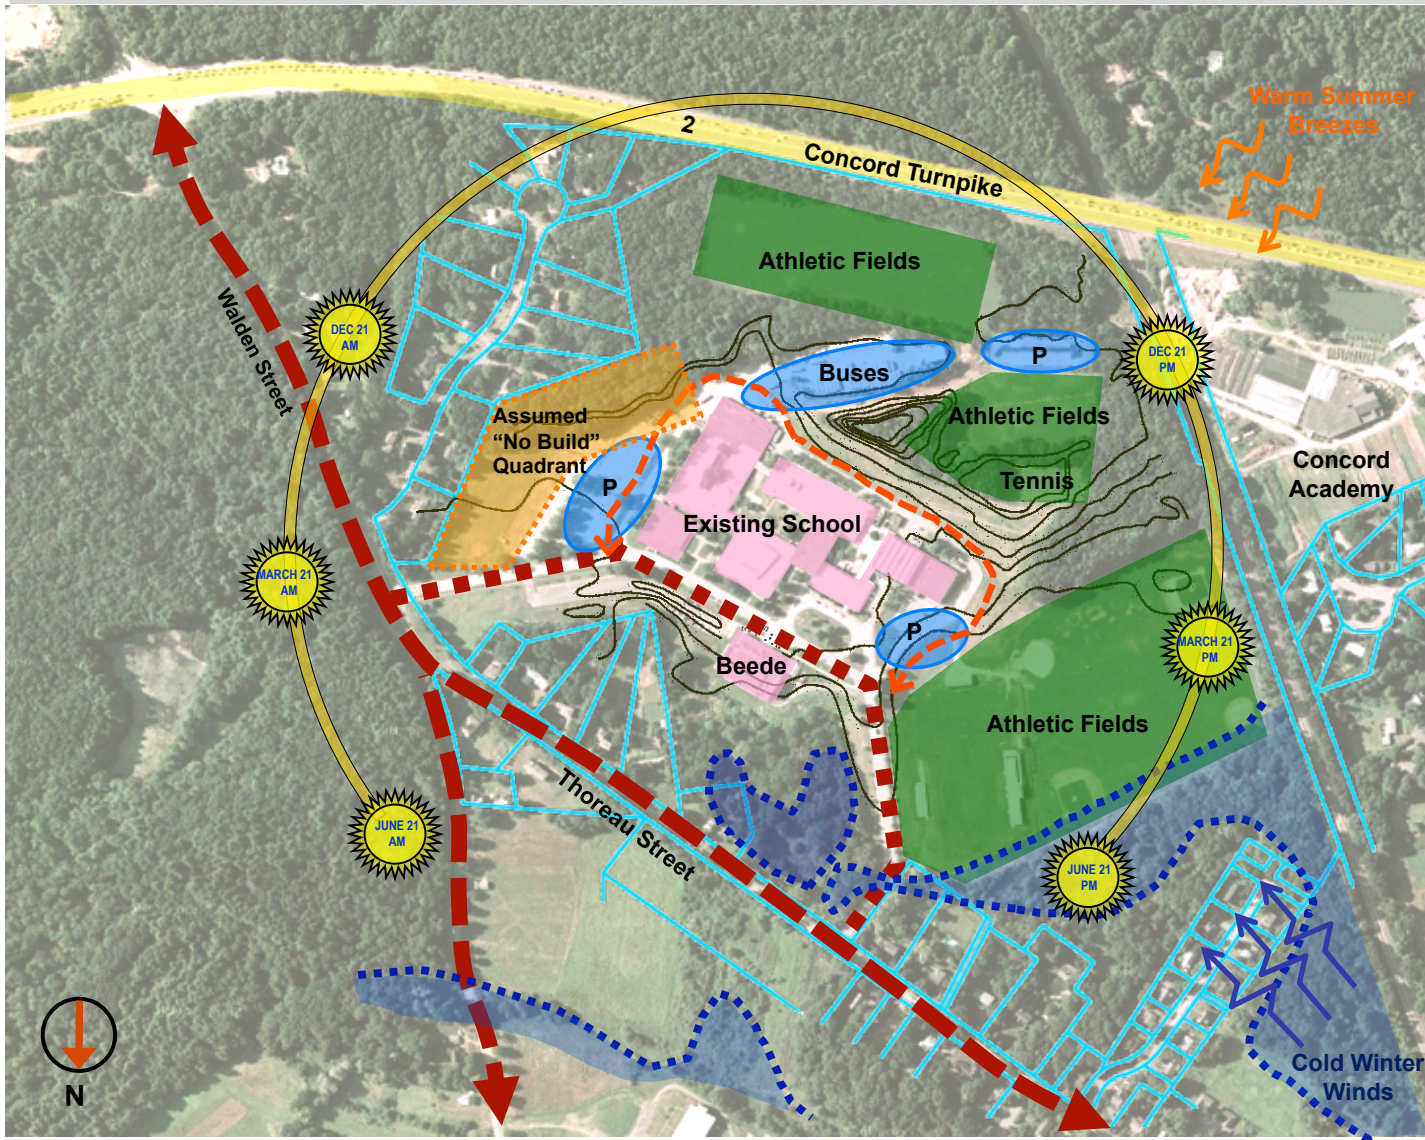 Warm Summer
Breezes
2
Concord Turnpike
Athletic Fields
Walden Street
DEC 21
AM
DEC 21
PM
Buses
P
Assumed
“No Build”
Quadrant
Athletic Fields
P
Tennis
Concord
Academy
Existing School
MARCH 21
AM
P
MARCH 21
PM
Beede
Athletic Fields
Thoreau Street
JUNE 21
AM
JUNE 21
PM
Cold Winter
Winds
N